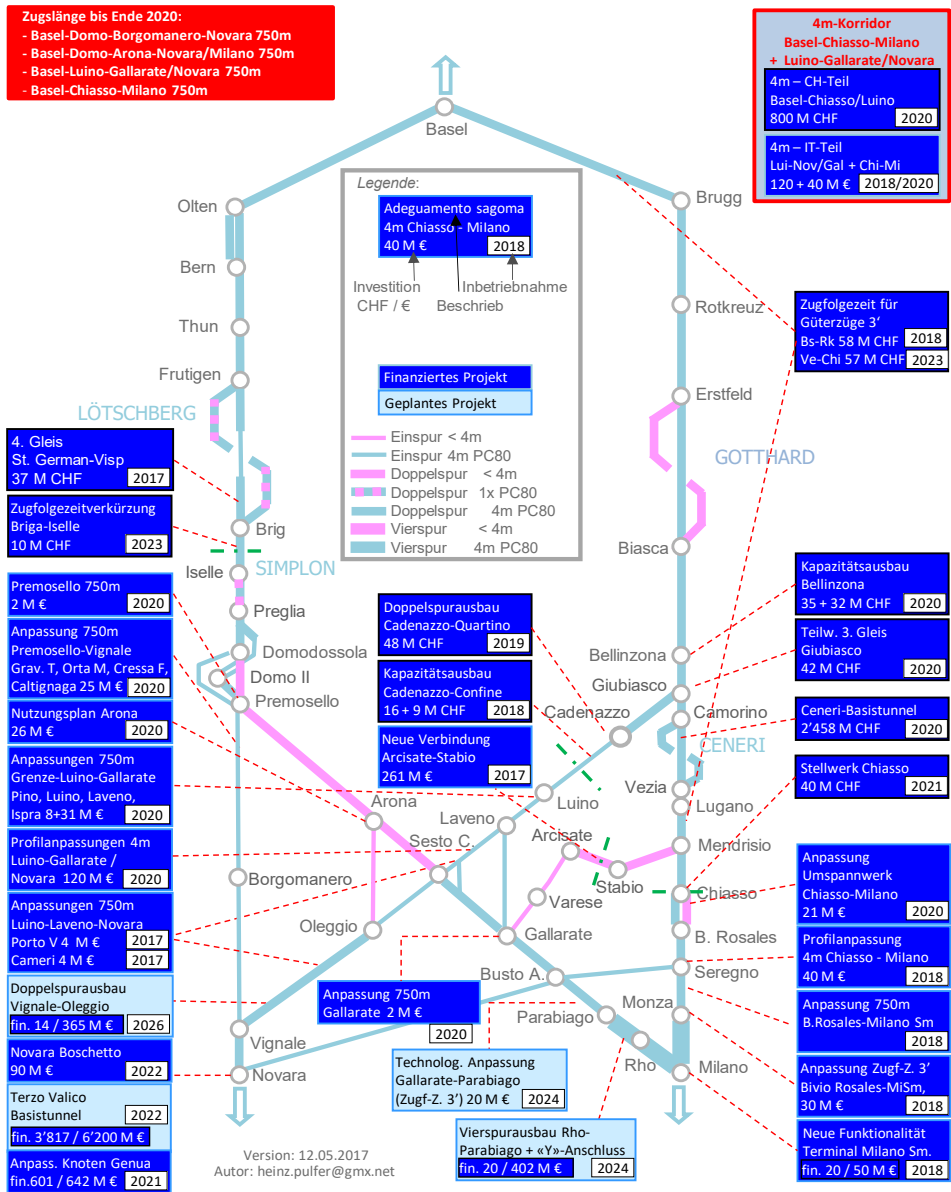 Zugslänge bis Ende 2020:
- Basel-Domo-Borgomanero-Novara 750m
- Basel-Domo-Arona-Novara/Milano 750m
- Basel-Luino-Gallarate/Novara 750m
- Basel-Chiasso-Milano 750m
4m-Korridor
Basel-Chiasso-Milano
+ Luino-Gallarate/Novara
4m – CH-Teil
Basel-Chiasso/Luino
800 M CHF 2020
4m – IT-Teil
Lui-Nov/Gal + Chi-Mi
120 + 40 M € 2018/2020
Legende:
Adeguamento sagoma
4m Chiasso - Milano
40 M € 2018
Investition
CHF / €
Inbetriebnahme
Beschrieb
Finanziertes Projekt
Geplantes Projekt
Einspur < 4m
Einspur 4m PC80
Doppelspur < 4m
Doppelspur 1x PC80
Doppelspur 4m PC80
Vierspur < 4m
Vierspur 4m PC80
Basel
Olten
Bern
Thun
Frutigen
LÖTSCHBERG
Brig
Iselle
SIMPLON
Preglia
Domodossola
Domo II
Premosello
Arona
Sesto C.
Borgomanero
Oleggio
Vignale
Novara
Brugg
Rotkreuz
Erstfeld
GOTTHARD
Biasca
Bellinzona
Giubiasco
Cadenazzo
Camorino
CENERI
Vezia
Lugano
Luino
Laveno
Arcisate
Mendrisio
Stabio
Varese
Chiasso
Gallarate
B. Rosales
Busto A.
Seregno
Parabiago
Monza
Rho
Milano
4. Gleis
St. German-Visp
37 M CHF 2017
Zugfolgezeitverkürzung
Briga-Iselle
10 M CHF 2023
Premosello 750m
2 M € 2020
Anpassung 750m
Premosello-Vignale
Grav. T, Orta M, Cressa F,
Caltignaga 25 M € 2020
Nutzungsplan Arona
26 M € 2020
Anpassungen 750m
Grenze-Luino-Gallarate
Pino, Luino, Laveno,
Ispra 8+31 M € 2020
Profilanpassungen 4m
Luino-Gallarate /
Novara 120 M € 2020
Anpassungen 750m
Luino-Laveno-Novara
Porto V 4 M € 2017
Cameri 4 M € 2017
Doppelspurausbau
Vignale-Oleggio
fin. 14 / 365 M € 2026
Novara Boschetto
90 M € 2022
Terzo Valico
Basistunnel 2022
fin. 3'817 / 6'200 M €
Anpass. Knoten Genua
fin.601 / 642 M € 2021
Doppelspurausbau
Cadenazzo-Quartino
48 M CHF 2019
Kapazitätsausbau
Cadenazzo-Confine
16 + 9 M CHF 2018
Neue Verbindung
Arcisate-Stabio
261 M € 2017
Anpassung 750m
Gallarate 2 M €
2020
Technolog. Anpassung
Gallarate-Parabiago
(Zugf-Z. 3') 20 M € 2024
Vierspurausbau Rho-
Parabiago + «Y»-Anschluss
fin. 20 / 402 M € 2024
Zugfolgezeit für
Güterzüge 3‘
Bs-Rk 58 M CHF 2018
Ve-Chi 57 M CHF 2023
Kapazitätsausbau
Bellinzona
35 + 32 M CHF 2020
Teilw. 3. Gleis
Giubiasco
42 M CHF 2020
Ceneri-Basistunnel
2’458 M CHF 2020
Stellwerk Chiasso
40 M CHF 2021
Anpassung
Umspannwerk
Chiasso-Milano
21 M € 2020
Profilanpassung
4m Chiasso - Milano
40 M € 2018
Anpassung 750m
B.Rosales-Milano Sm
2018
Anpassung Zugf-Z. 3’
Bivio Rosales-MiSm,
30 M € 2018
Neue Funktionalität
Terminal Milano Sm.
fin. 20 / 50 M € 2018
Version: 12.05.2017
Autor: heinz.pulfer@gmx.net